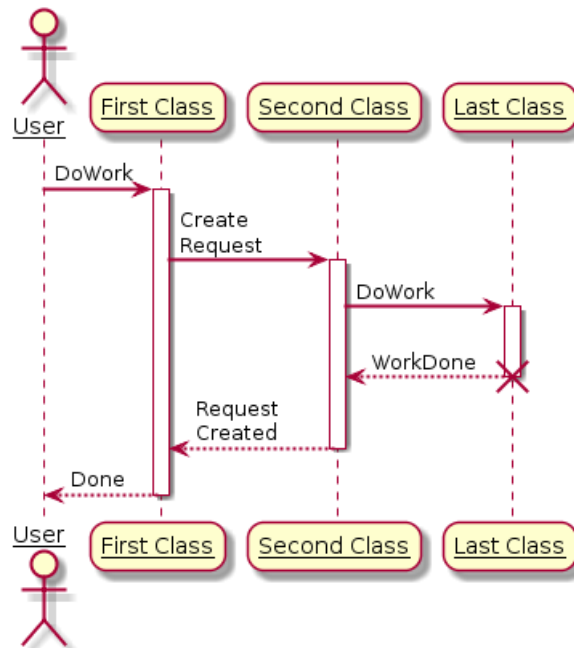 User
First Class
Second Class
Last Class
DoWork
Create
Request
DoWork
WorkDone
Request
Created
Done
User
First Class
Second Class
Last Class